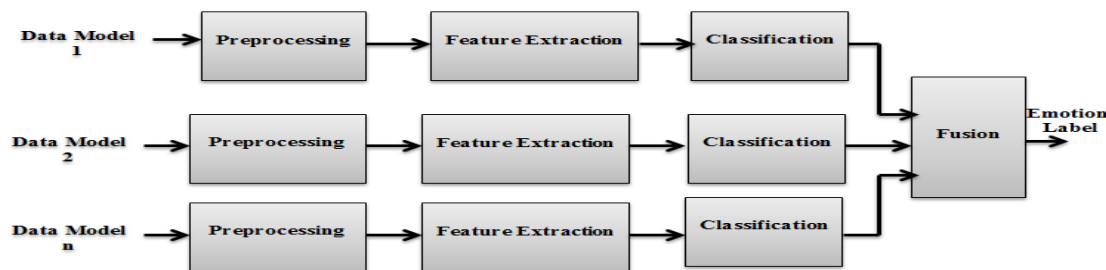 Data Model
1
Preprocessing
Feature Extraction
Classification
Data Model
2
Preprocessing
Feature Extraction
Classification
Fusion
Emotion
Label
Data Model
n
Preprocessing
Feature Extraction
Classification